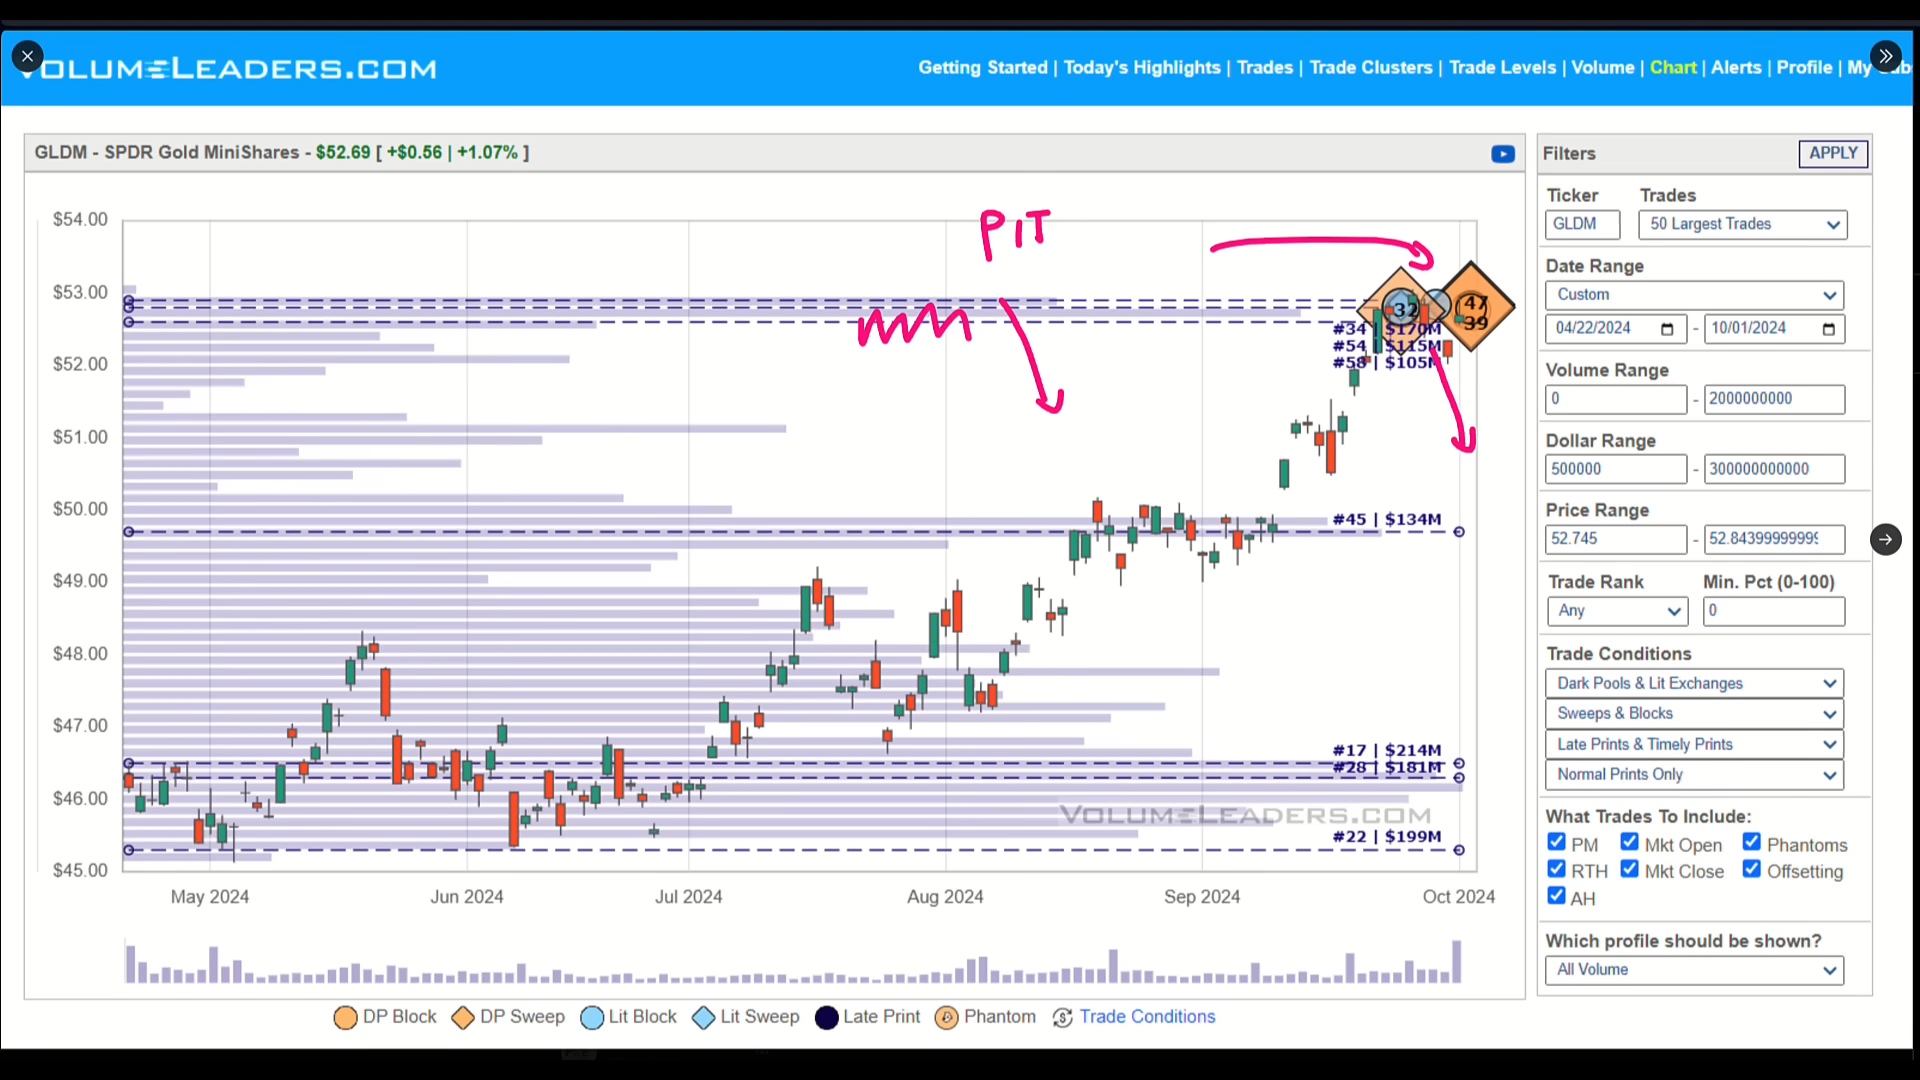 VOLUMELEADERS.COM
Getting Started | Today's Highlights | Trades | Trade Clusters | Trade Levels | Volume | Chart | Alerts | Profile | My Subs
GLDM - SPDR Gold MiniShares - $52.69 [ +$0.56 | +1.07% ]
PIT
$54.00
$53.00
$52.00
$51.00
$50.00
$49.00
$48.00
$47.00
$46.00
$45.00
32
47
39
#34 | $170M
#54 | $115M
#58 | $105M
#45 | $134M
#17 | $214M
#28 | $181M
VOLUMELEADERS.COM
#22 | $199M
May 2024 Jun 2024 Jul 2024 Aug 2024 Sep 2024 Oct 2024
DP Block DP Sweep Lit Block Lit Sweep Late Print Phantom Trade Conditions
Filters APPLY
Ticker Trades
GLDM 50 Largest Trades
Date Range
Custom
04/22/2024 - 10/01/2024
Volume Range
0 - 2000000000
Dollar Range
500000 - 300000000000
Price Range
52.745 - 52.8439999999
Trade Rank Min. Pct (0-100)
Any 0
Trade Conditions
Dark Pools & Lit Exchanges
Sweeps & Blocks
Late Prints & Timely Prints
Normal Prints Only
What Trades To Include:
PM Mkt Open Phantoms
RTH Mkt Close Offsetting
AH
Which profile should be shown?
All Volume